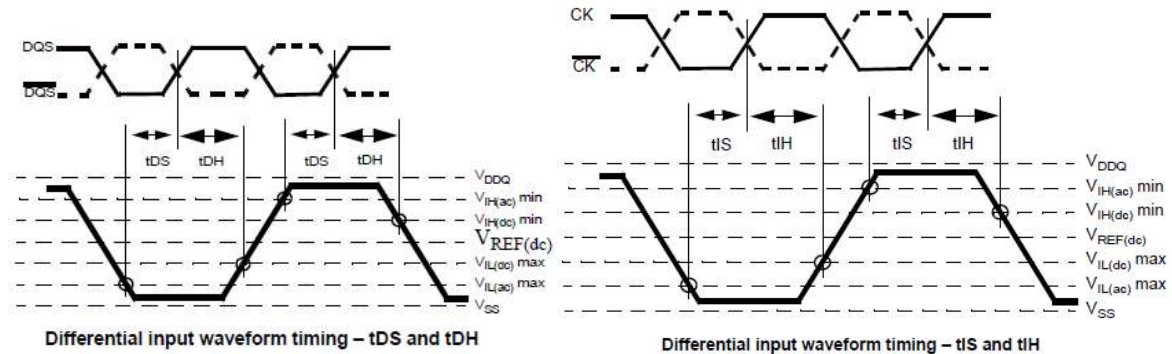 DQS
DQS
tDS tDH tDS tDH
VDDQ
VIH(ac) min
VIH(dc) min
VREF(dc)
VIL(dc) max
VIL(ac) max
VSS
Differential input waveform timing – tDS and tDH
CK
CK
tIS tIH tIS tIH
VDDQ
VIH(ac) min
VIH(dc) min
VREF(dc)
VIL(dc) max
VIL(ac) max
VSS
Differential input waveform timing – tIS and tIH